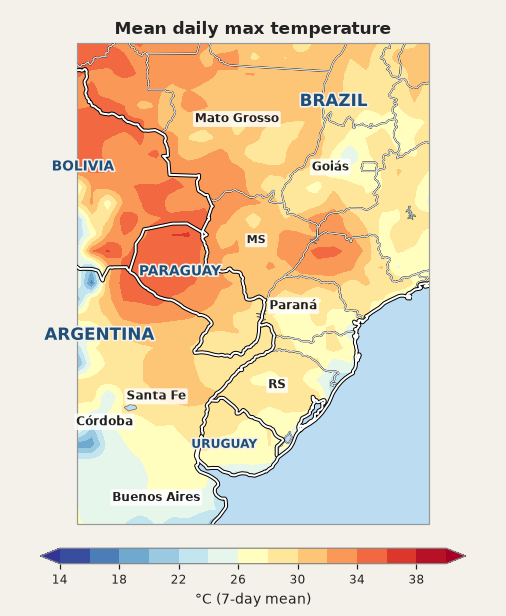 Mean daily max temperature
BRAZIL
Mato Grosso
BOLIVIA
Goiás
MS
PARAGUAY
Paraná
ARGENTINA
RS
Santa Fe
Córdoba
URUGUAY
Buenos Aires
14 18 22 26 30 34 38
°C (7-day mean)